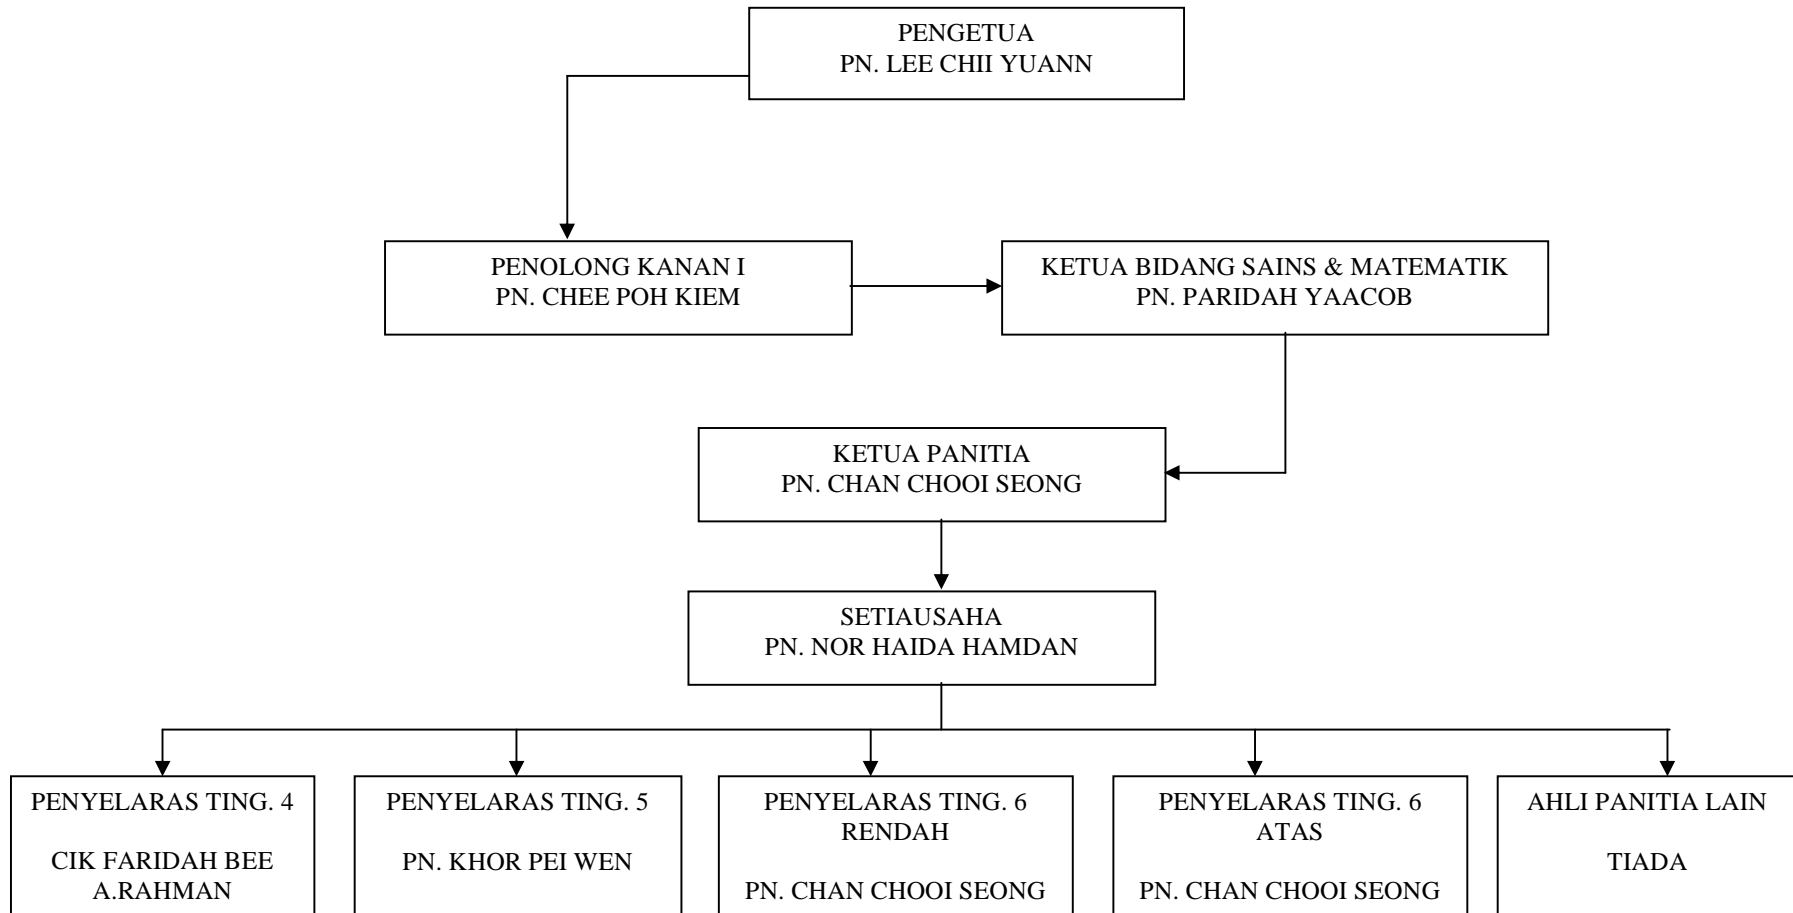 PENGETUA
PN. LEE CHII YUANN
PENOLONG KANAN I
PN. CHEE POH KIEM
KETUA BIDANG SAINS & MATEMATIK
PN. PARIDAH YAACOB
KETUA PANITIA
PN. CHAN CHOOI SEONG
SETIAUSAHA
PN. NOR HAIDA HAMDAN
PENYELARAS TING. 4
CIK FARIDAH BEE
A.RAHMAN
PENYELARAS TING. 5
PN. KHOR PEI WEN
PENYELARAS TING. 6
RENDAH
PN. CHAN CHOOI SEONG
PENYELARAS TING. 6
ATAS
PN. CHAN CHOOI SEONG
AHLI PANITIA LAIN
TIADA